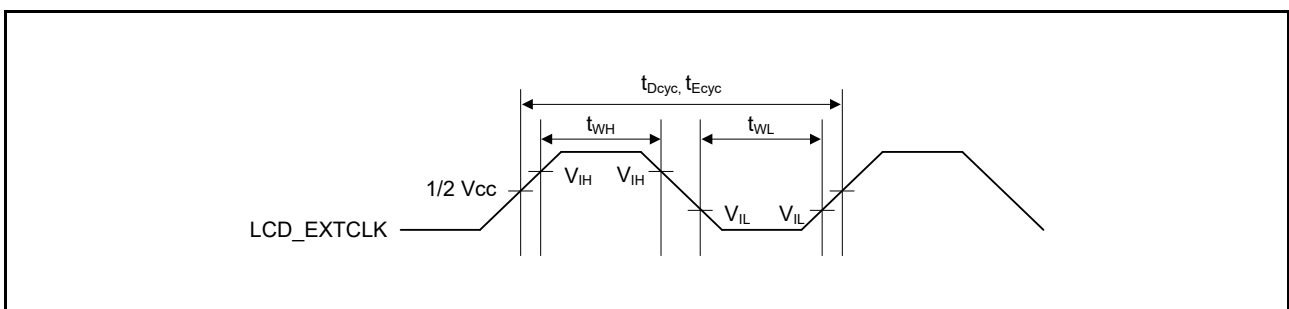 tDcyc, tEcyc
tWH
tWL
VIH
VIH
1/2 Vcc
VIL
VIL
LCD_EXTCLK